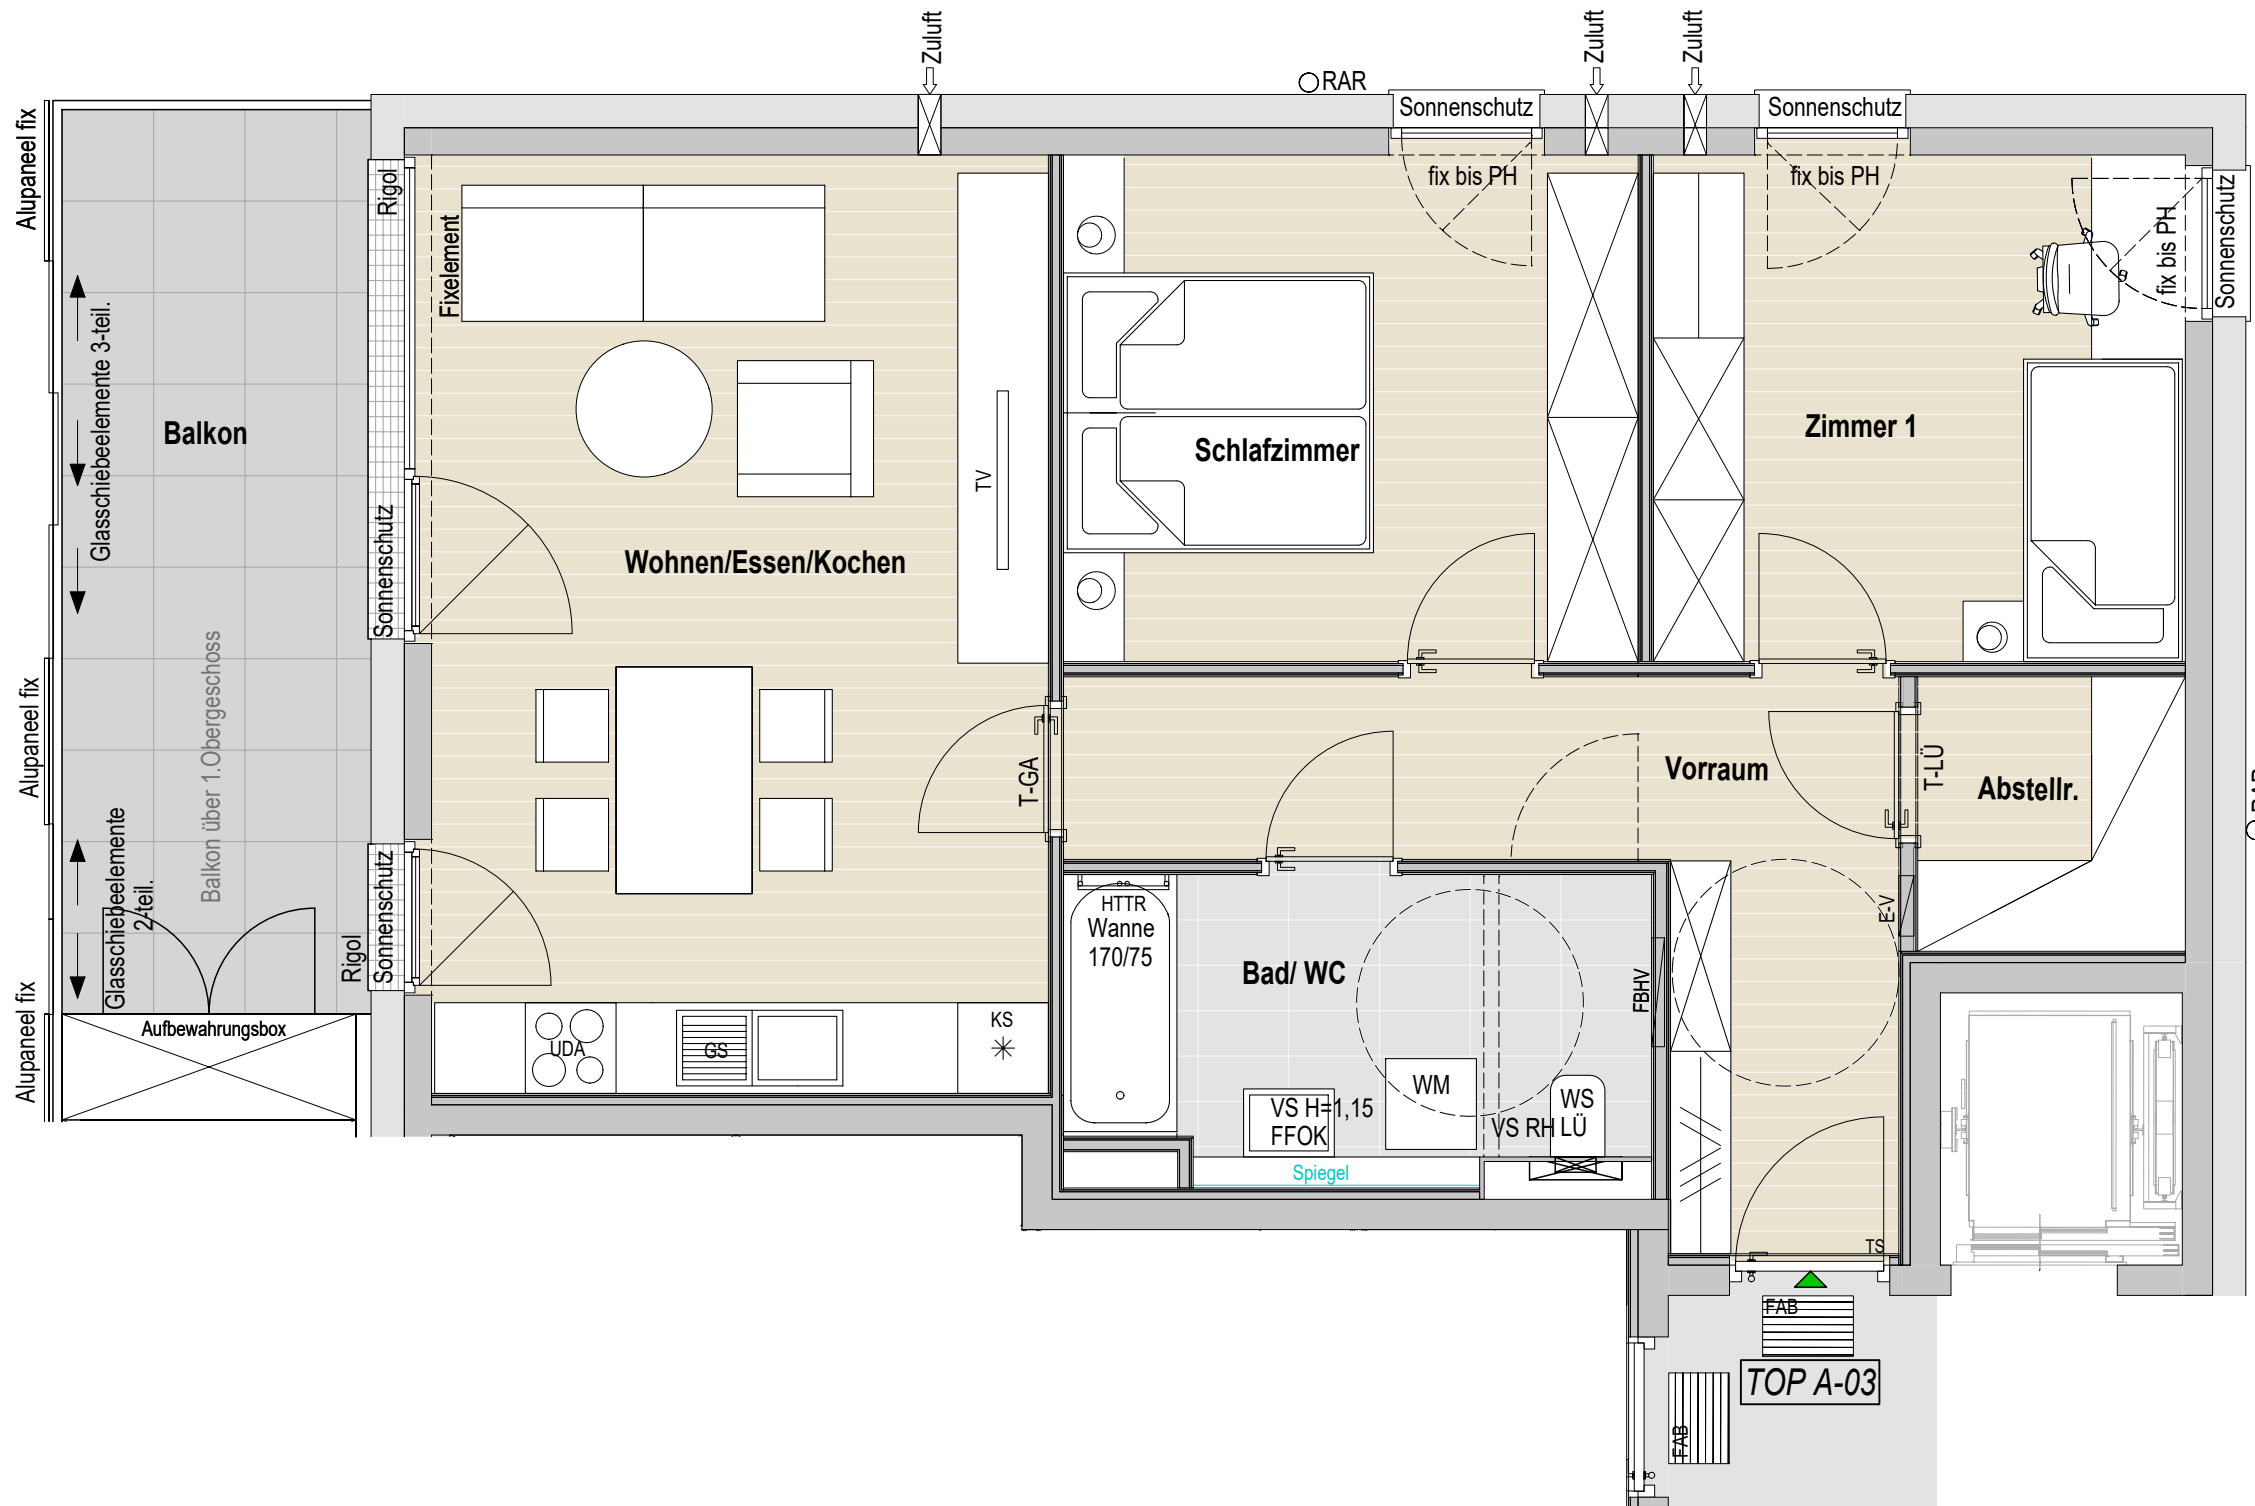 Zuluft
Zuluft
Zuluft
RAR
Sonnenschutz
Sonnenschutz
Alupaneel fix
Rigol
Fixelement
fix bis PH
fix bis PH
fix bis PH
Sonnenschutz
Glasschiebeelemente 3-teil.
Balkon
Schlafzimmer
Zimmer 1
TV
Wohnen/Essen/Kochen
Sonnenschutz
Balkon über 1.Obergeschoss
Alupaneel fix
T-GA
Vorraum
T-LÜ
Abstellr.
RAR
Glasschiebeelemente
2-teil.
Rigol
Sonnenschutz
HTTR
Wanne
170/75
Bad/ WC
FBHV
E-V
Alupaneel fix
Aufbewahrungsbox
UDA
GS
KS
WM
VS H=1,15
FFOK
WS
VS RH
LÜ
Spiegel
TS
FAB
TOP A-03
FAB